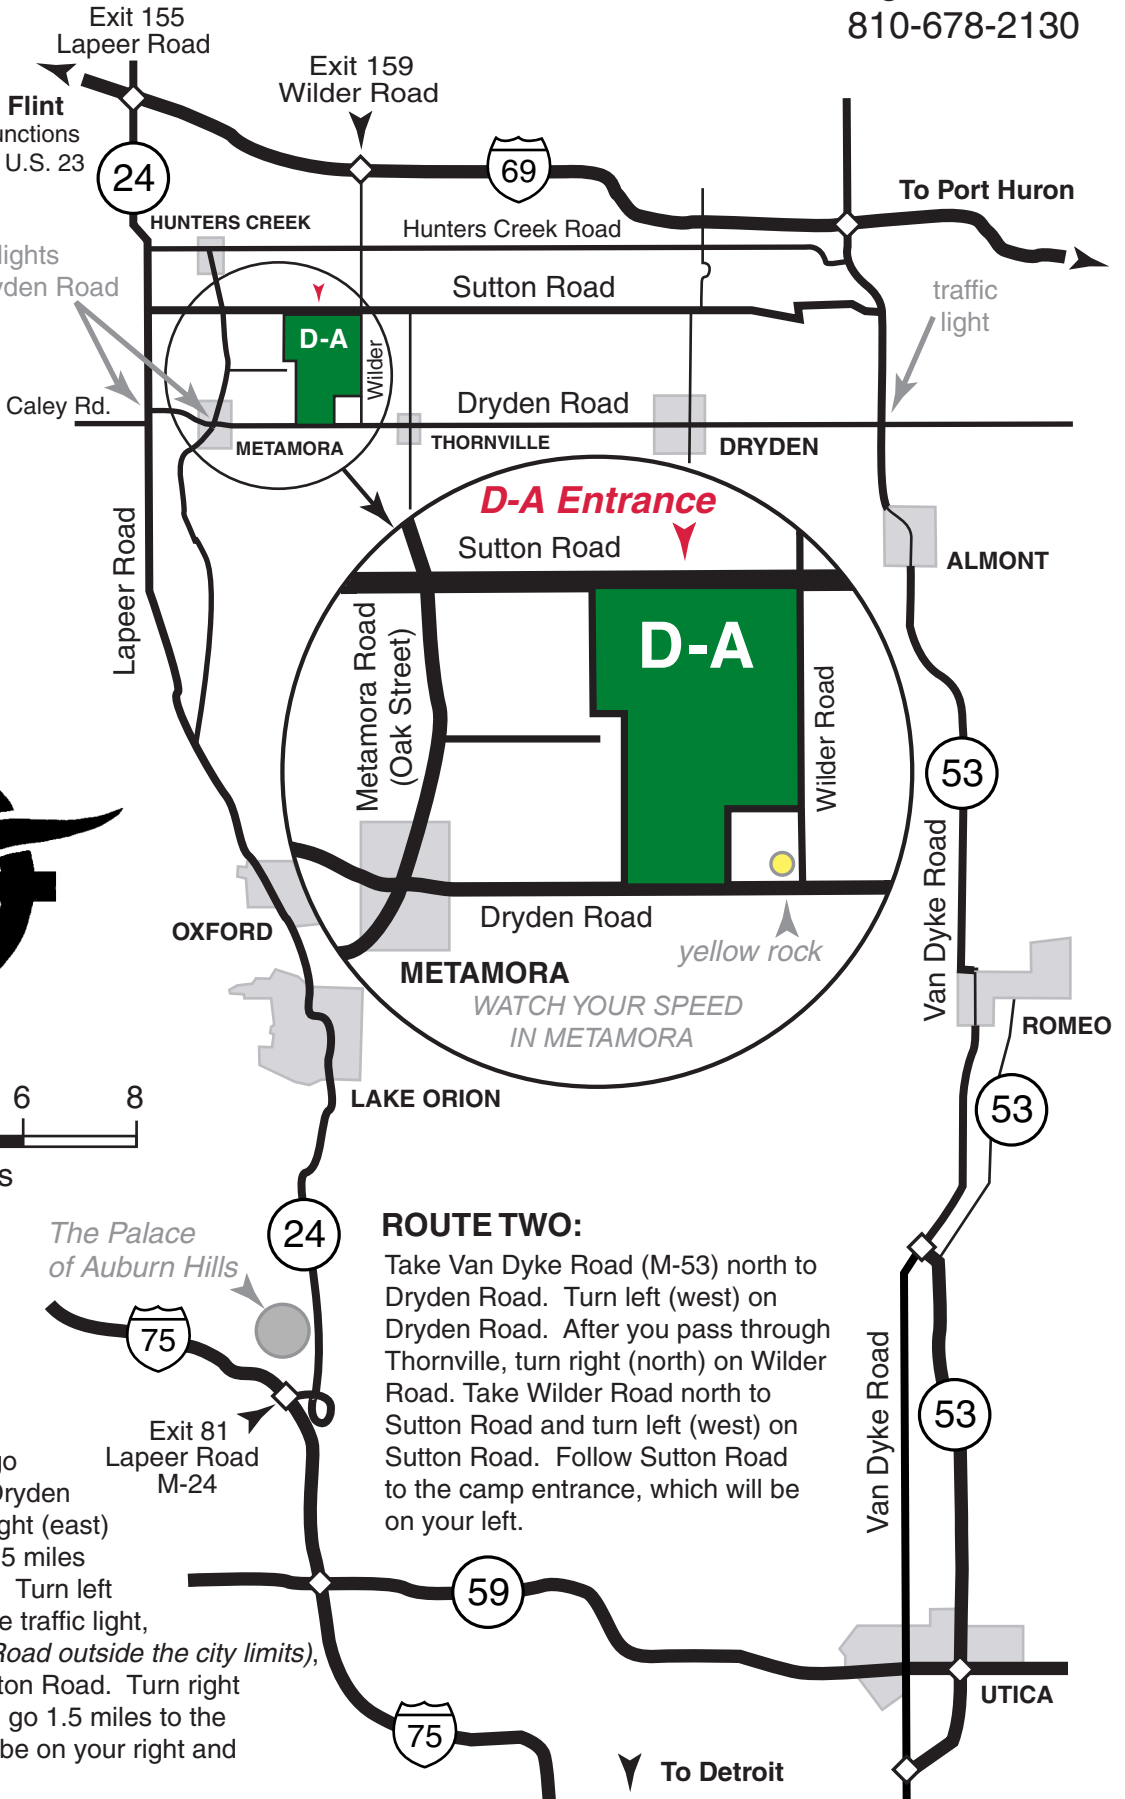 810-678-2130
Exit 155
Lapeer Road
Exit 159
Wilder Road
Flint
unctions
U.S. 23
24
69
To Port Huron
HUNTERS CREEK
Hunters Creek Road
lights
yden Road
Sutton Road
traffic
light
D-A
Wilder
Caley Rd.
Dryden Road
METAMORA
THORNVILLE
DRYDEN
D-A Entrance
Sutton Road
ALMONT
Lapeer Road
D-A
Metamora Road
(Oak Street)
Wilder Road
53
Van Dyke Road
Dryden Road
OXFORD
yellow rock
METAMORA
WATCH YOUR SPEED
IN METAMORA
ROMEO
LAKE ORION
6 8
s
53
24
The Palace
of Auburn Hills
75
Exit 81
Lapeer Road
M-24
ROUTE TWO:
Take Van Dyke Road (M-53) north to
Dryden Road. Turn left (west) on
Dryden Road. After you pass through
Thornville, turn right (north) on Wilder
Road. Take Wilder Road north to
Sutton Road and turn left (west) on
Sutton Road. Follow Sutton Road
to the camp entrance, which will be
on your left.
Van Dyke Road
53
go
Dryden
ght (east)
5 miles
Turn left
e traffic light,
Road outside the city limits),
ton Road. Turn right
go 1.5 miles to the
be on your right and
59
UTICA
75
To Detroit